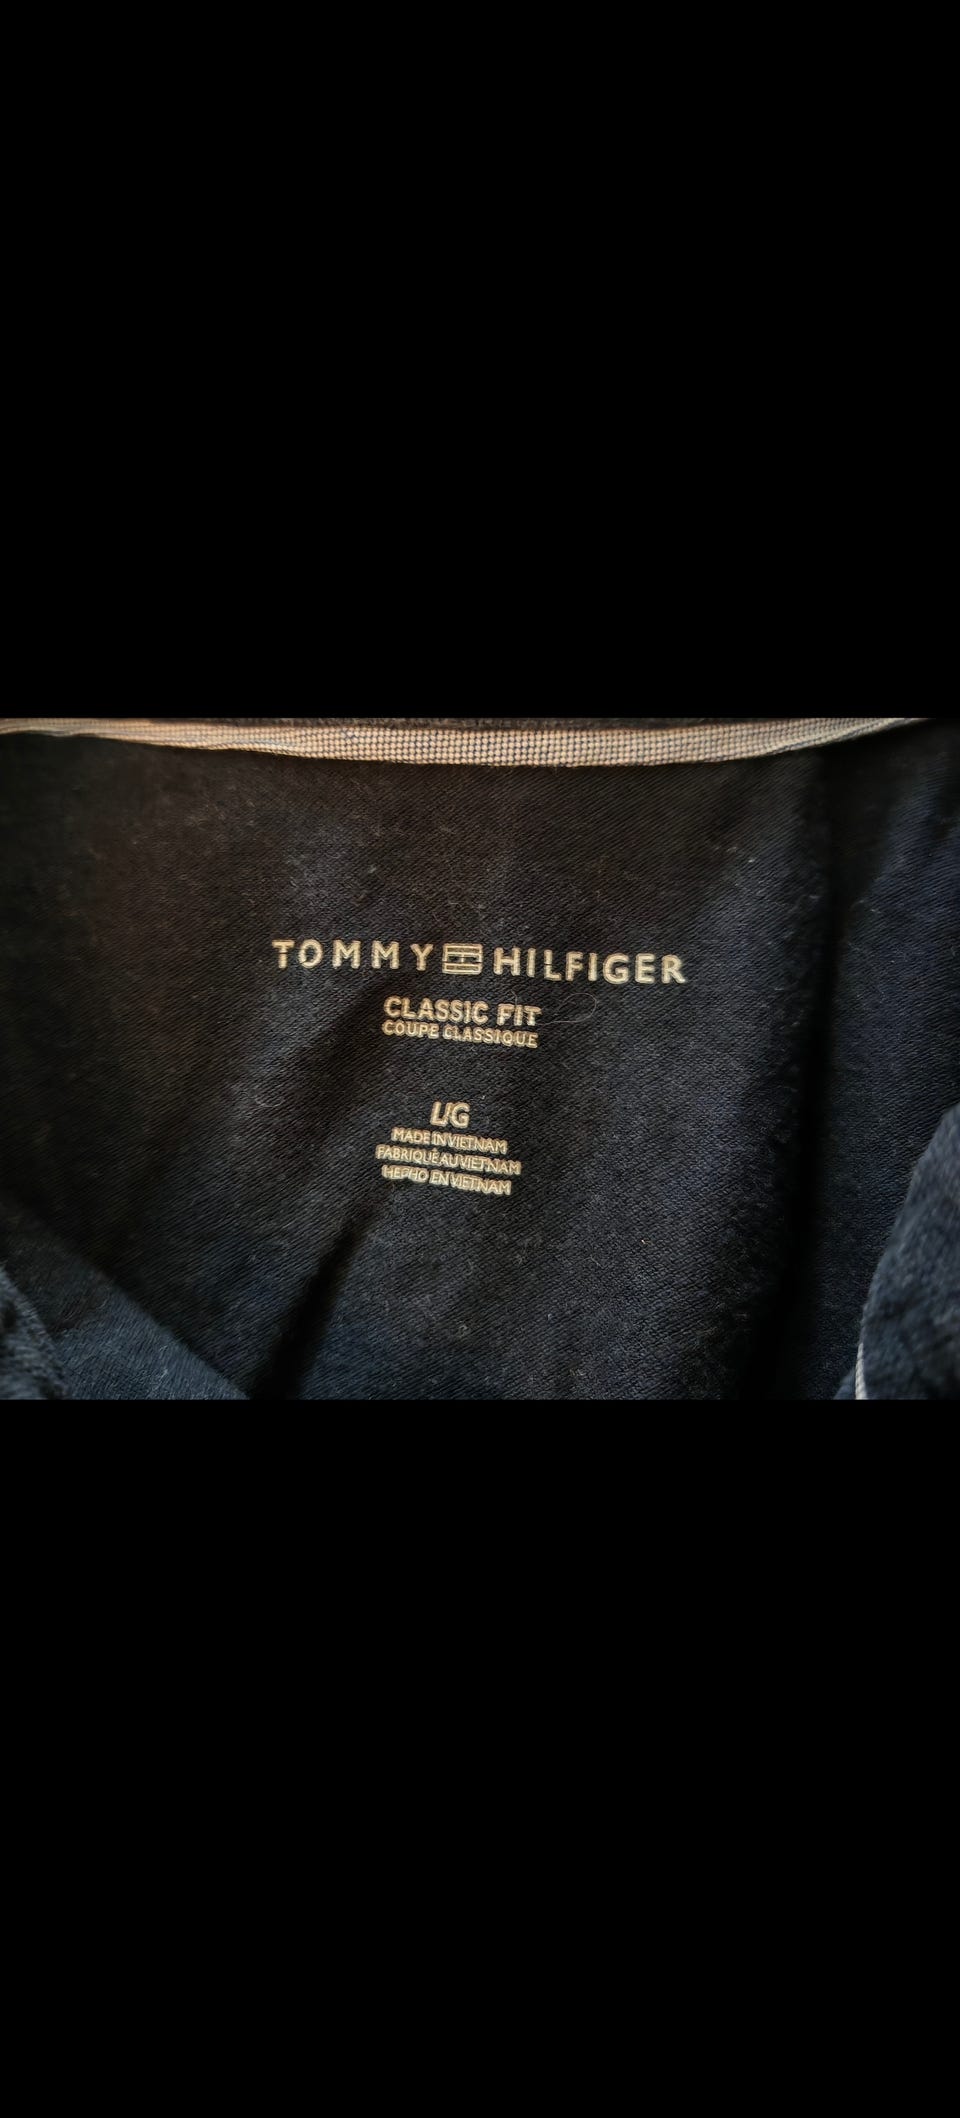 TOMMY HILFIGER
CLASSIC FIT
COUPE CLASSIQUE
L/G
MADE IN VIETNAM
FABRIQUÉ AU VIETNAM
HECHO EN VIETNAM